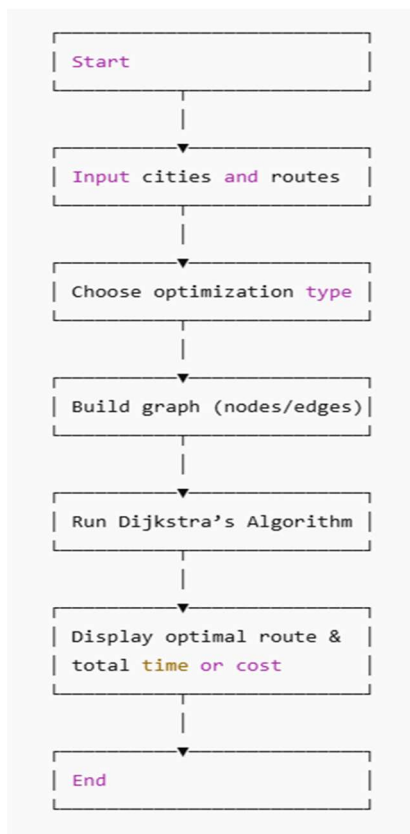 Start
Input cities and routes
Choose optimization type
Build graph (nodes/edges)
Run Dijkstra’s Algorithm
Display optimal route &
total time or cost
End